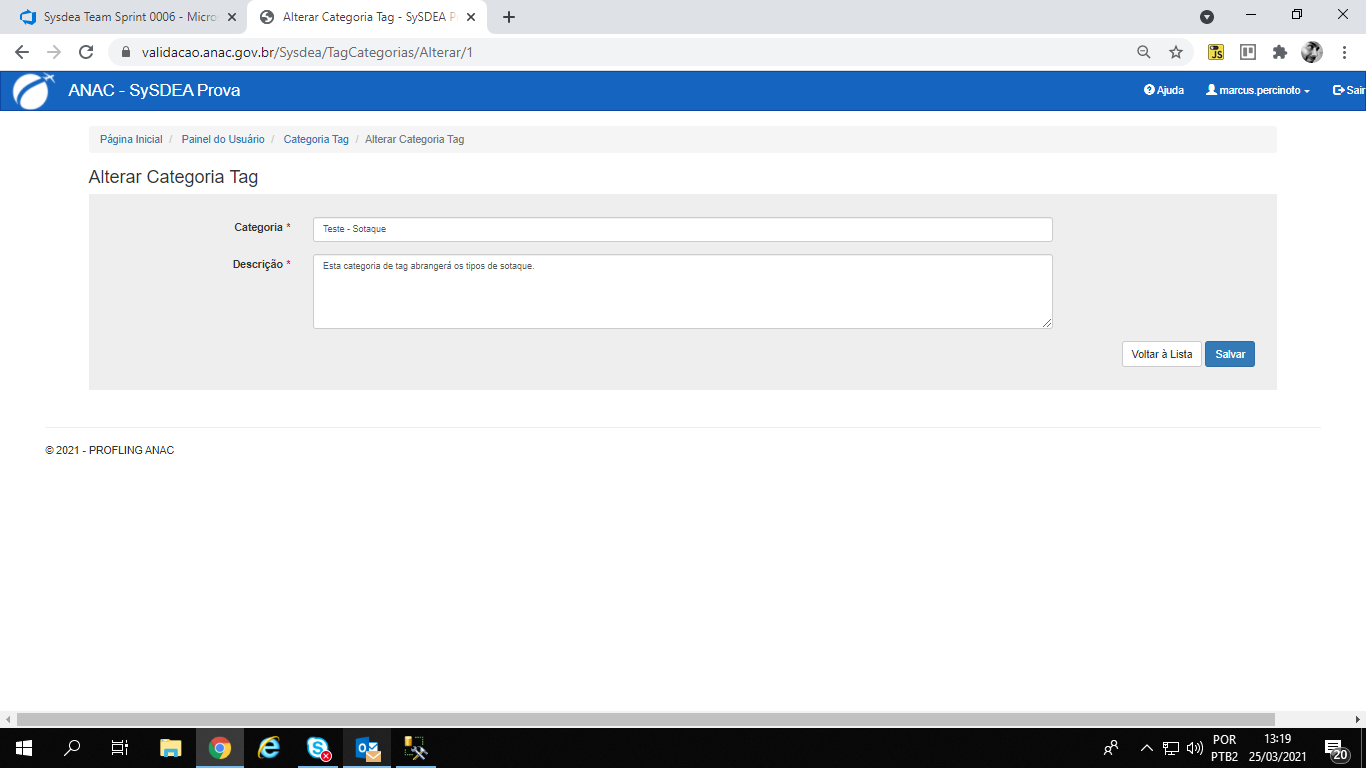 Sysdea Team Sprint 0006 - Micro
Alterar Categoria Tag - SySDEA P
validacao.anac.gov.br/Sysdea/TagCategorias/Alterar/1
JS
ANAC - SySDEA Prova
Ajuda
marcus.percinoto
Sair
Página Inicial / Painel do Usuário / Categoria Tag / Alterar Categoria Tag
Alterar Categoria Tag
Categoria *
Teste - Sotaque
Descrição *
Esta categoria de tag abrangerá os tipos de sotaque.
Voltar à Lista
Salvar
© 2021 - PROFLING ANAC
POR
PTB2
13:19
25/03/2021
20